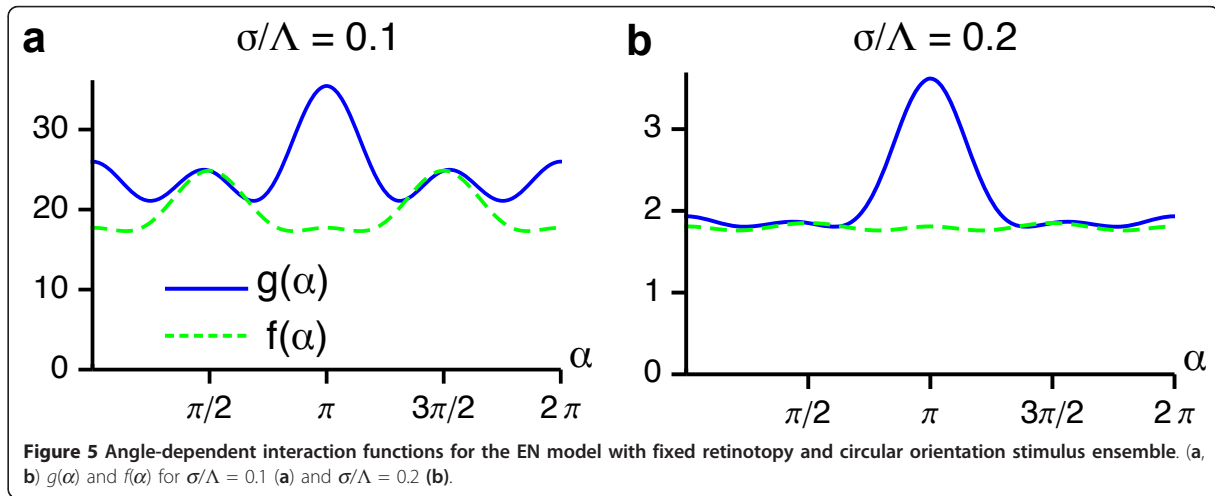 a
σ/Λ = 0.1
30
20
10
0
g(α)
f(α)
α
π/2
π
3π/2
2 π
b
σ/Λ = 0.2
3
2
1
0
α
π/2
π
3π/2
2 π
Figure 5 Angle-dependent interaction functions for the EN model with fixed retinotopy and circular orientation stimulus ensemble. (a,
b) g(α) and f(α) for σ/Λ = 0.1 (a) and σ/Λ = 0.2 (b).